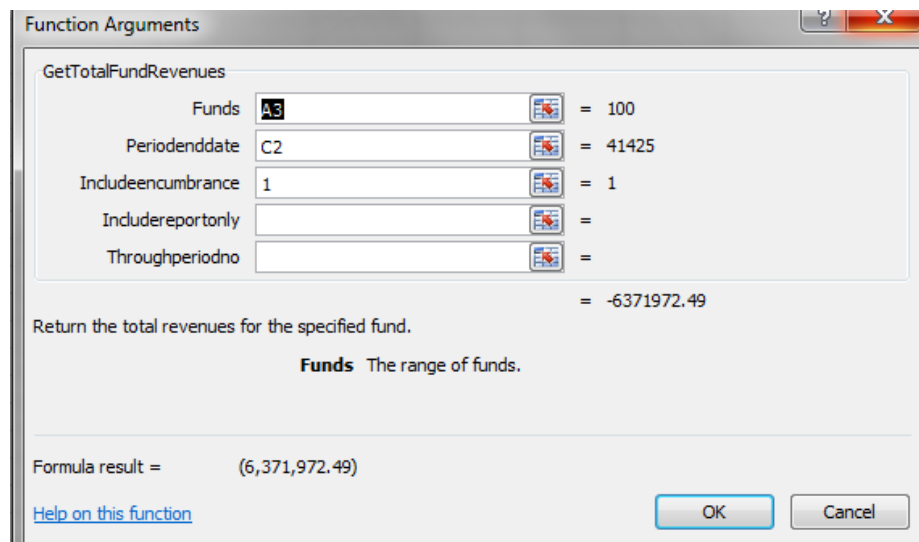 Function Arguments
?
X
GetTotalFundRevenues
Funds A3 = 100
Periodenddate C2 = 41425
Includeencumbrance 1 = 1
Includereportonly =
Throughperiodno =
= -6371972.49
Return the total revenues for the specified fund.
Funds The range of funds.
Formula result = (6,371,972.49)
Help on this function
OK
Cancel